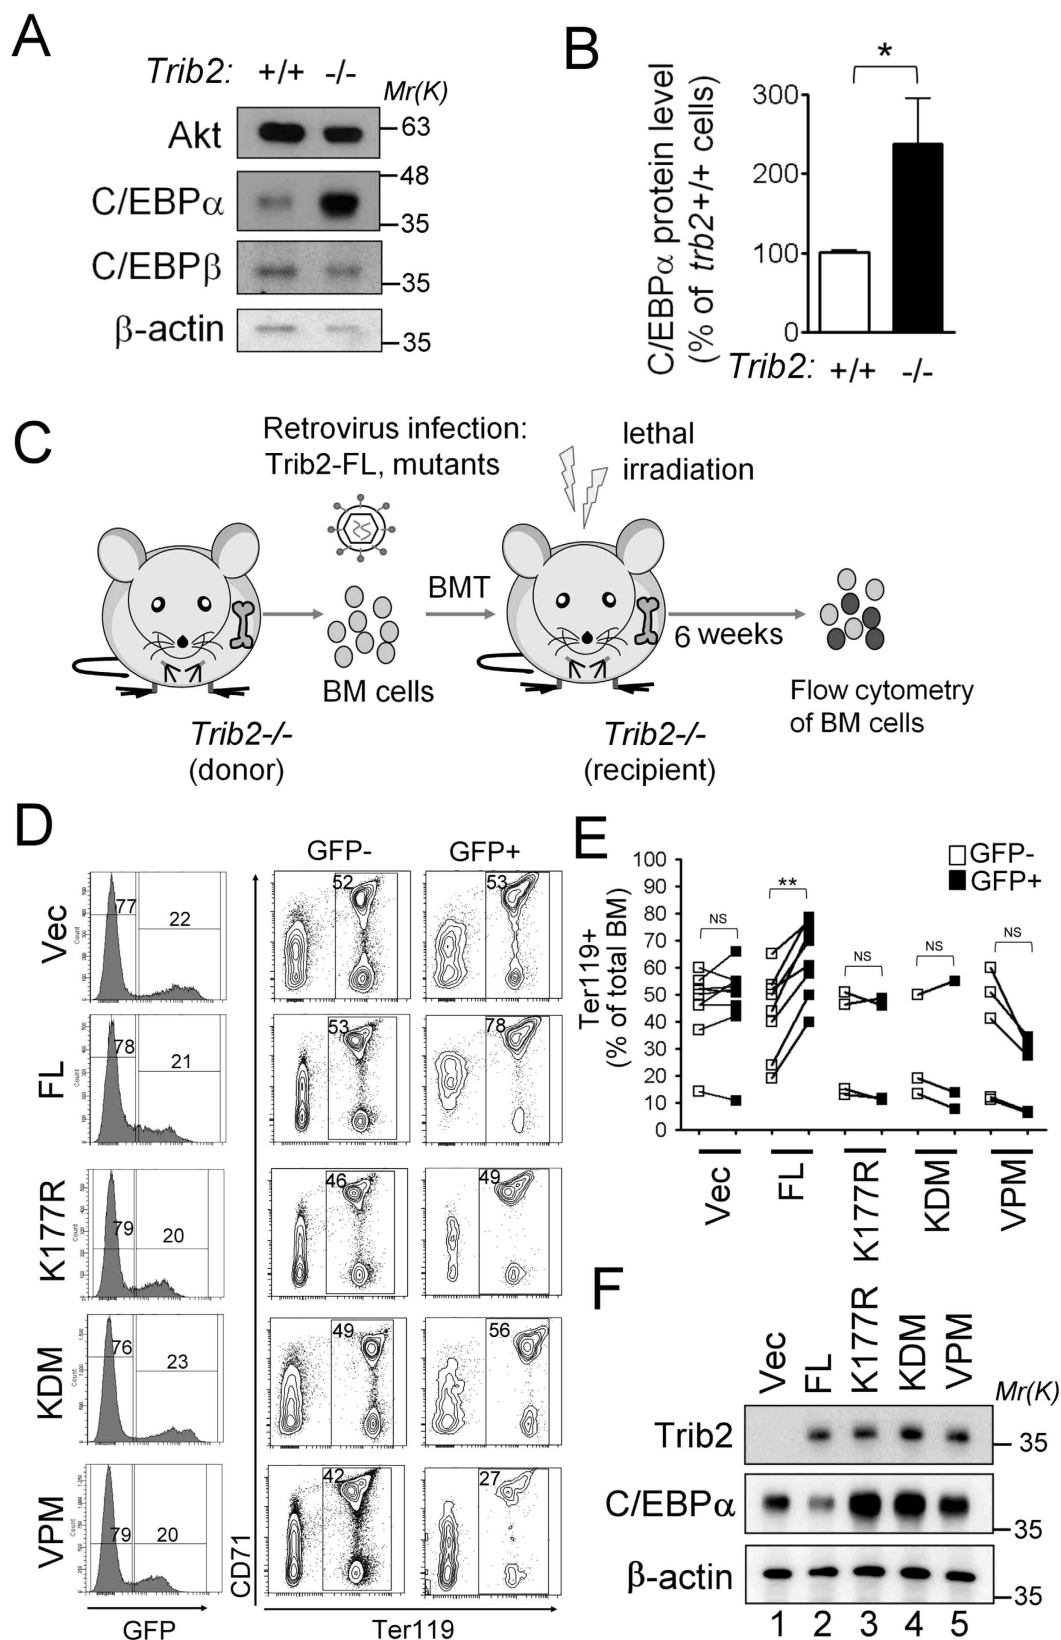 A
Trib2: +/+ -/-
Mr(K)
Akt
63
48
C/EBPα
35
C/EBPβ
35
β-actin
35
B
*
C/EBPα protein level
(% of trb2+/+ cells)
300
200
100
0
Trib2: +/+ -/-
C
Retrovirus infection:
Trib2-FL, mutants
lethal
irradiation
BMT
6 weeks
BM cells
Flow cytometry
of BM cells
Trib2-/-
(donor)
Trib2-/-
(recipient)
D
GFP-
GFP+
Vec
77
22
52
53
FL
78
21
53
78
K177R
79
20
46
49
KDM
76
23
49
56
VPM
79
20
42
27
Count
CD71
GFP
Ter119
E
GFP-
GFP+
Ter119+
(% of total BM)
100
90
80
70
60
50
40
30
20
10
0
NS
**
NS
NS
NS
Vec
FL
K177R
KDM
VPM
F
Vec
FL
K177R
KDM
VPM
Mr(K)
Trib2
35
C/EBPα
35
β-actin
35
1 2 3 4 5